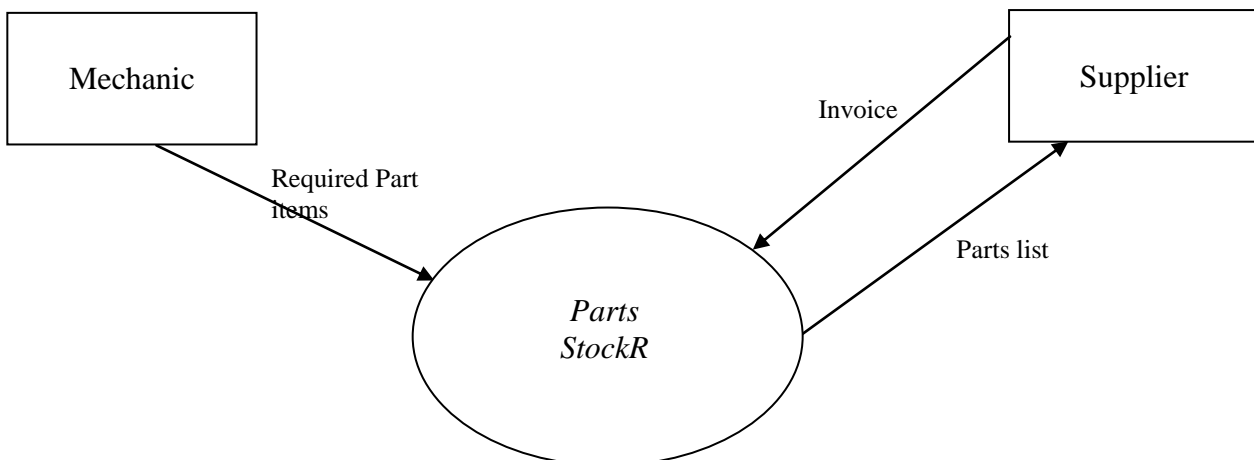 Mechanic
Supplier
Invoice
Required Part
items
Parts list
Parts
StockR